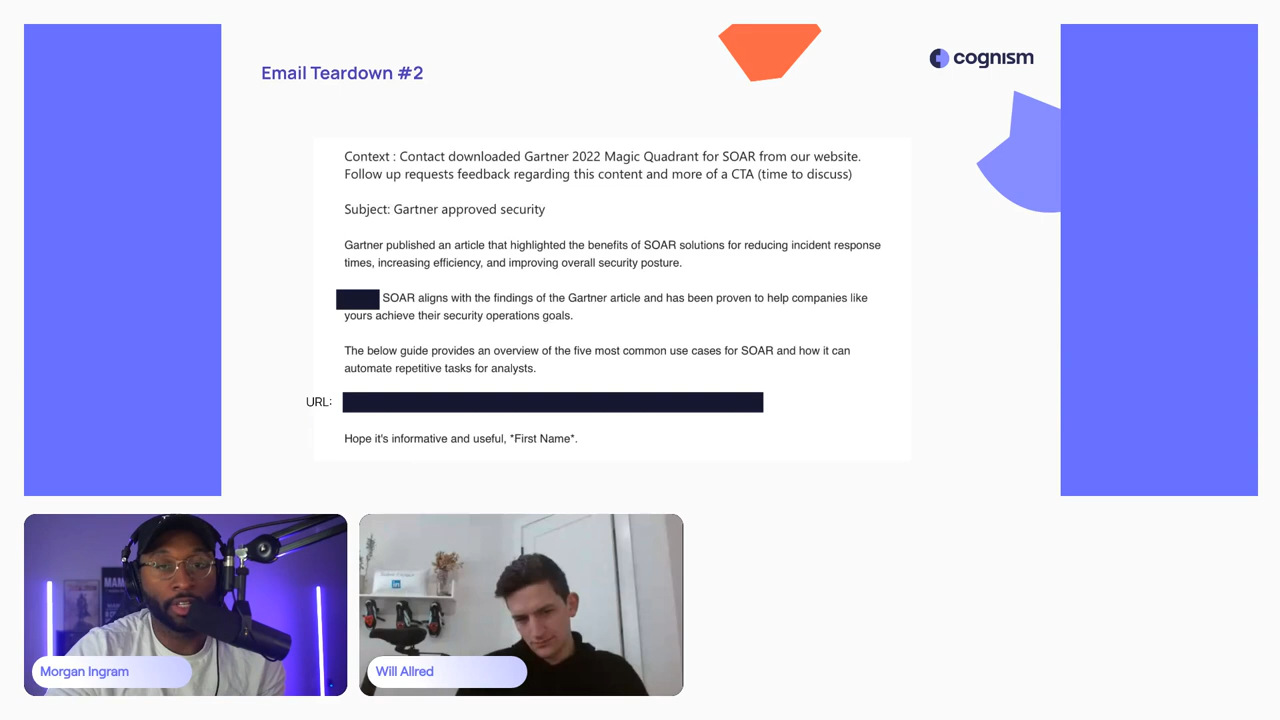 Email Teardown #2
cognism
Context : Contact downloaded Gartner 2022 Magic Quadrant for SOAR from our website.
Follow up requests feedback regarding this content and more of a CTA (time to discuss)
Subject: Gartner approved security
Gartner published an article that highlighted the benefits of SOAR solutions for reducing incident response
times, increasing efficiency, and improving overall security posture.
SOAR aligns with the findings of the Gartner article and has been proven to help companies like
yours achieve their security operations goals.
The below guide provides an overview of the five most common use cases for SOAR and how it can
automate repetitive tasks for analysts.
URL:
Hope it's informative and useful, *First Name*.
in
Morgan Ingram
Will Allred